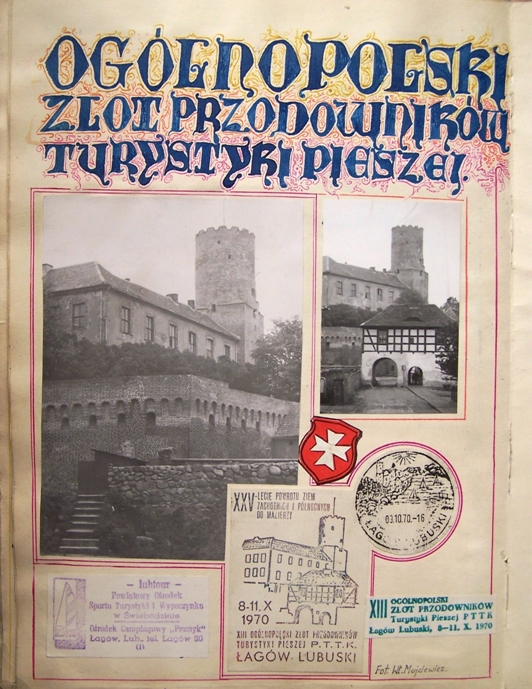 OGÓLNOPOLSKI
ZLOT PRZODOWNIKÓW
TURYSTYKI PIESZEJ.
XXV-LECIE POWROTU ZIEM
ZACHODNICH I PÓŁNOCNYCH
DO MACIERZY
8-11. X
1970
XIII OGÓLNOPOLSKI ZLOT PRZODOWNIKÓW
TURYSTYKI PIESZEJ P.T.T.K.
ŁAGÓW LUBUSKI
03.10.70.-16
ŁAGÓW LUBUSKI
— lubtour —
Powiatowy Ośrodek
Sportu Turystyki i Wypoczynku
w Świebodzinie
Ośrodek Campingowy
Łagów, Lub.
XIII OGÓLNOPOLSKI
ZLOT PRZODOWNIKÓW
Turystyki Pieszej PTTK
Łagów Lubuski, 8-11. X. 1970
Fot. Wł.